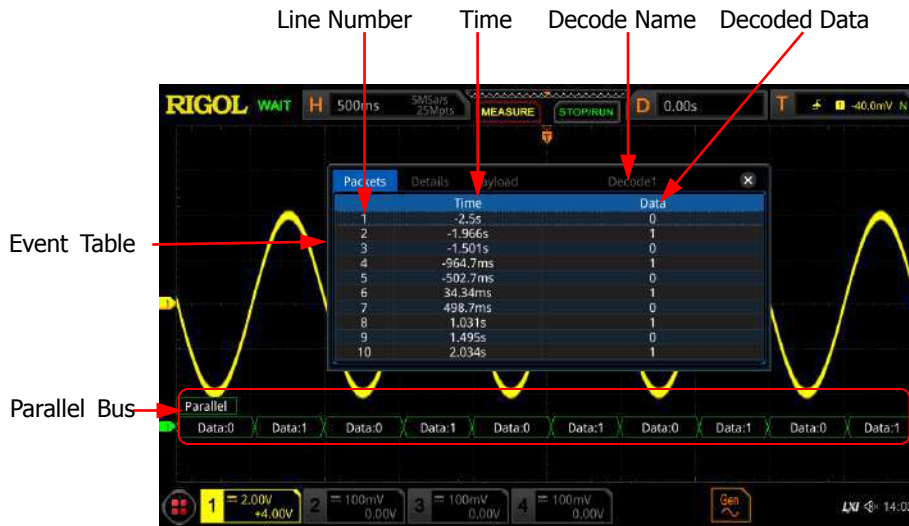 Line Number Time Decode Name Decoded Data
RIGOL WAIT H 500ms 5MSa/s 25Mpts MEASURE STOP/RUN D 0.00s T 1 -40.0mV N
T
Packets Details Payload Decode1
Time Data
1 -2.5s 0
2 -1.966s 1
3 -1.501s 0
4 -964.7ms 1
5 -502.7ms 0
6 34.34ms 1
7 498.7ms 0
8 1.031s 1
9 1.495s 0
10 2.034s 1
Event Table
1
Parallel Bus
Parallel
1 Data:0 Data:1 Data:0 Data:1 Data:0 Data:1 Data:0 Data:1 Data:0 Data:1
1 2.00V +4.00V 2 100mV 0.00V 3 100mV 0.00V 4 100mV 0.00V Gen LXI